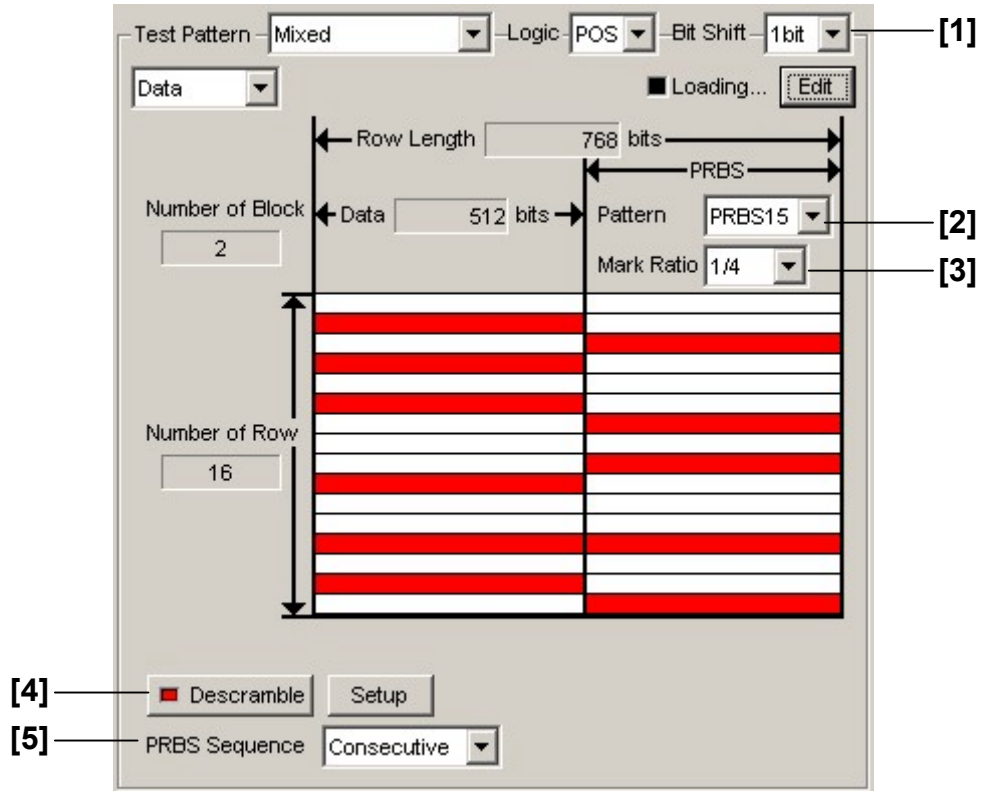 Test Pattern Mixed Logic POS Bit Shift 1bit [1]
Data Loading... Edit
Row Length 768 bits
PRBS
Number of Block Data 512 bits Pattern PRBS15 [2]
2
Mark Ratio 1/4 [3]
Number of Row
16
[4] Descramble Setup
[5] PRBS Sequence Consecutive